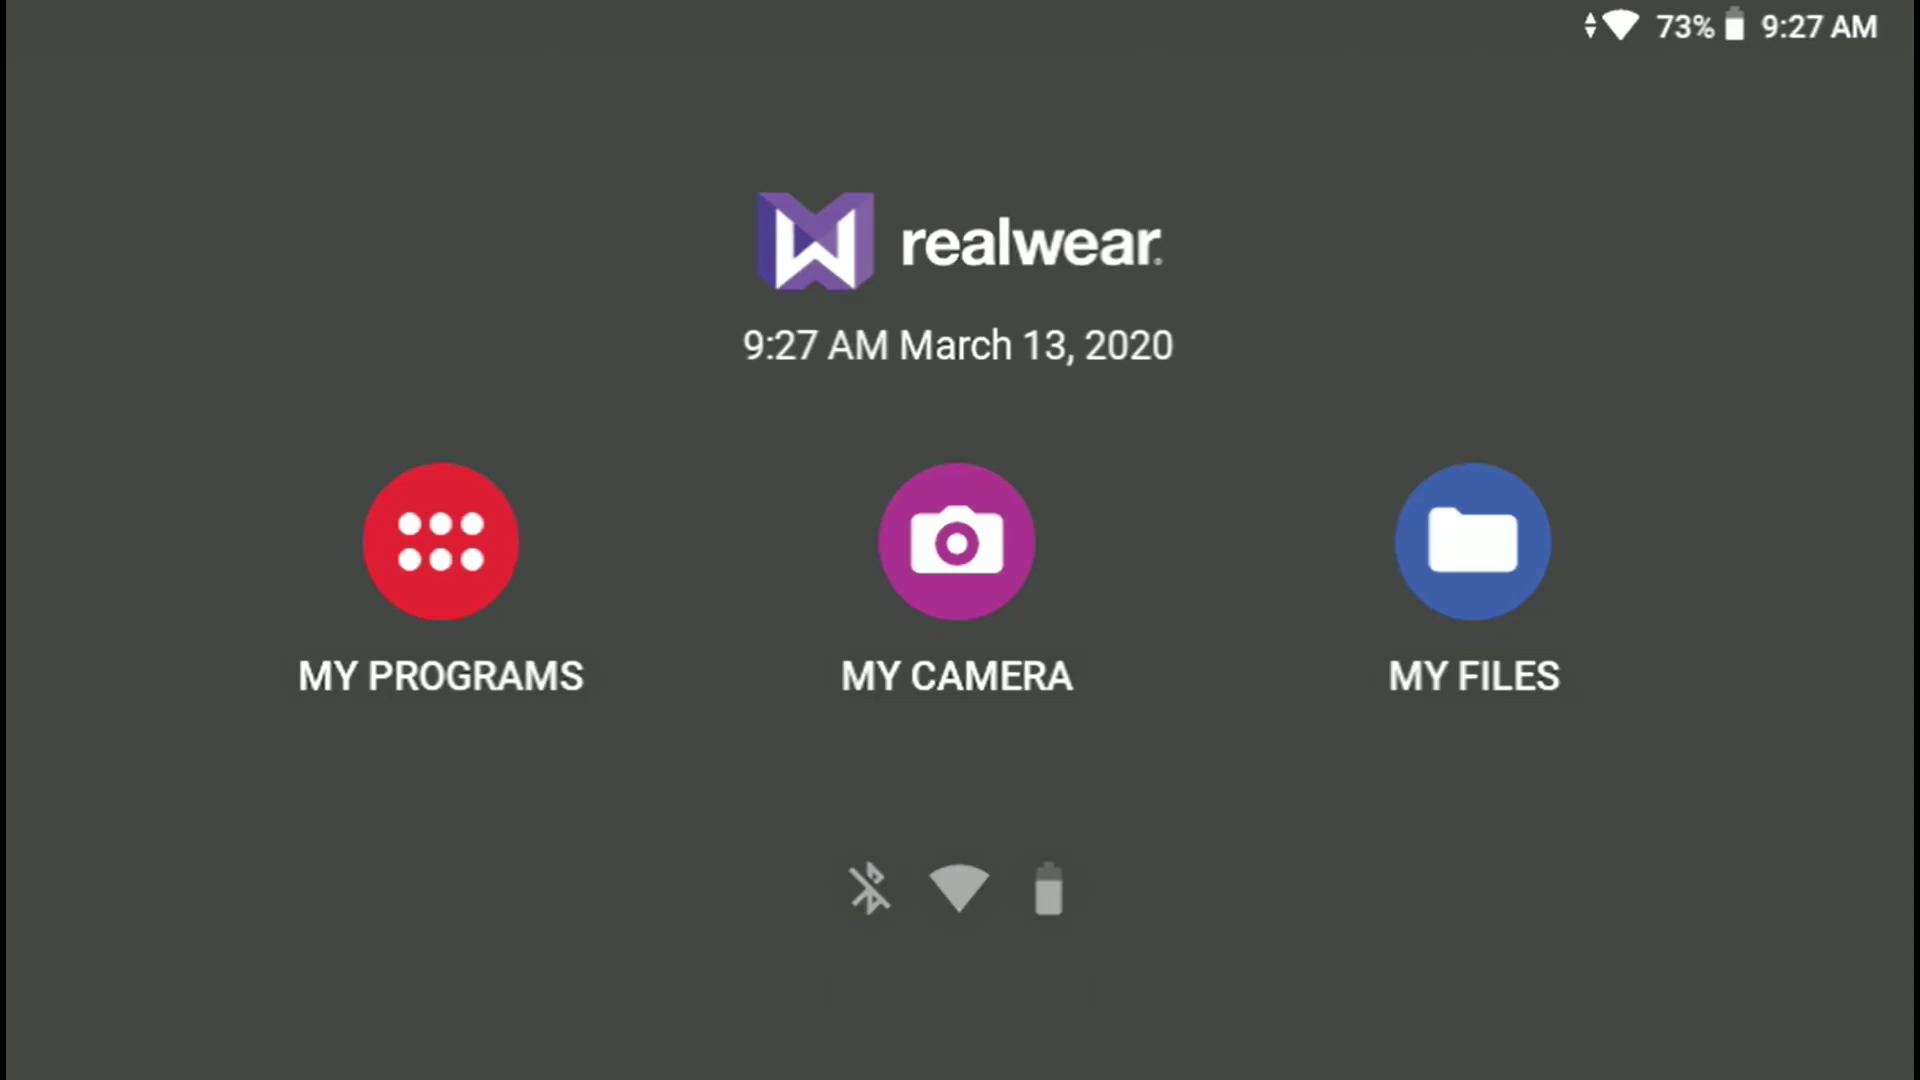 73% 9:27 AM
realwear.
9:27 AM March 13, 2020
MY PROGRAMS
MY CAMERA
MY FILES